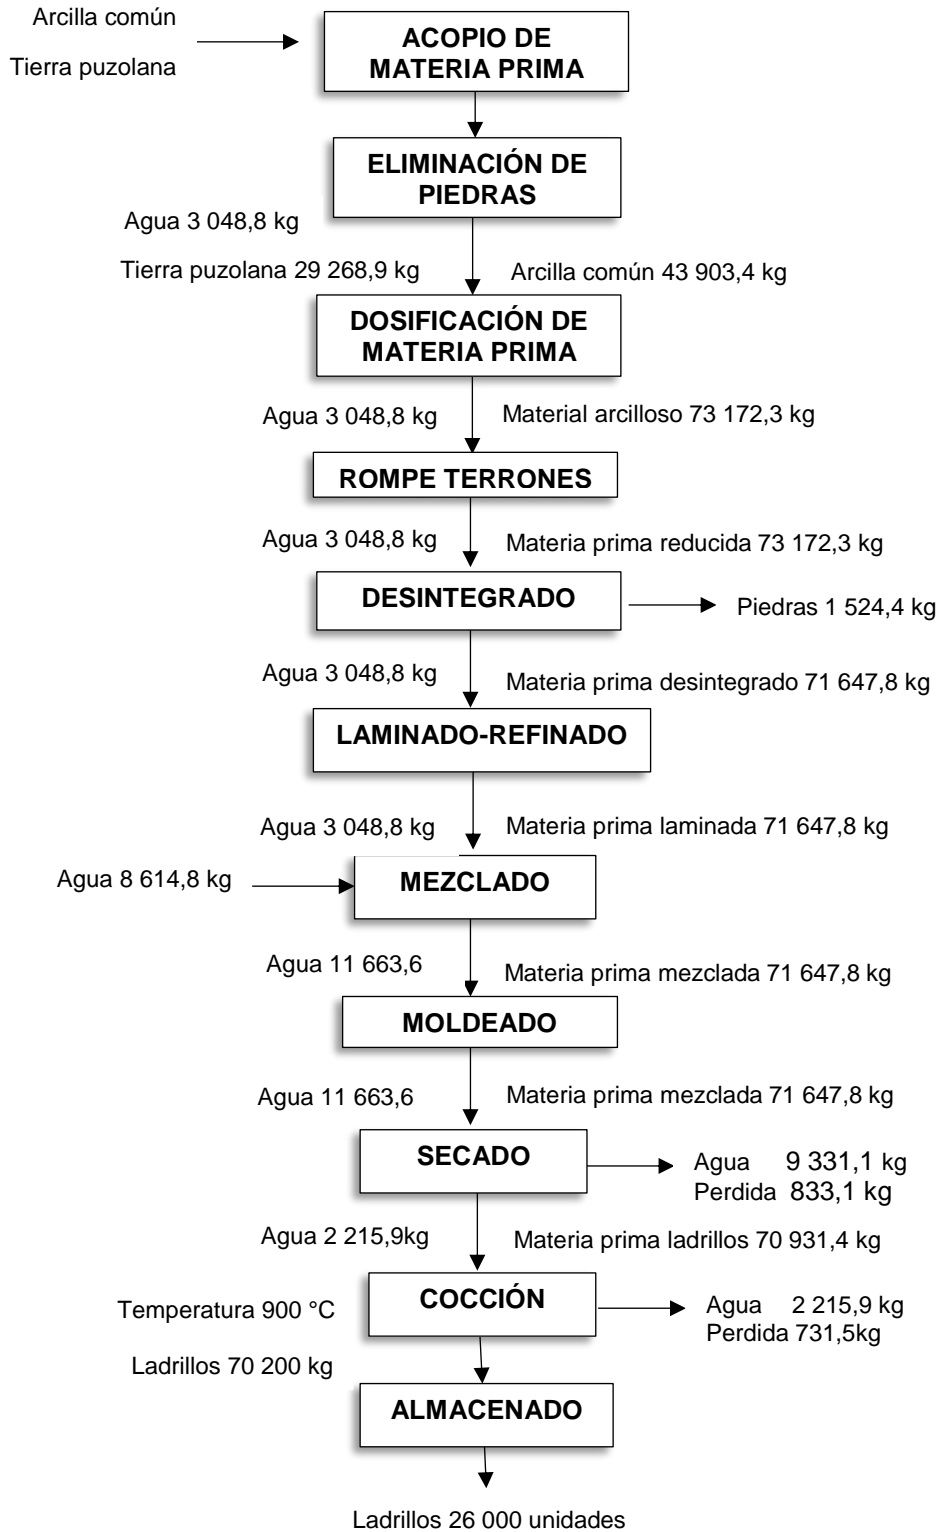 Arcilla común
Tierra puzolana
ACOPIO DE
MATERIA PRIMA
ELIMINACIÓN DE
PIEDRAS
Agua 3 048,8 kg
Tierra puzolana 29 268,9 kg
Arcilla común 43 903,4 kg
DOSIFICACIÓN DE
MATERIA PRIMA
Agua 3 048,8 kg
Material arcilloso 73 172,3 kg
ROMPE TERRONES
Agua 3 048,8 kg
Materia prima reducida 73 172,3 kg
DESINTEGRADO
Piedras 1 524,4 kg
Agua 3 048,8 kg
Materia prima desintegrado 71 647,8 kg
LAMINADO-REFINADO
Agua 3 048,8 kg
Materia prima laminada 71 647,8 kg
Agua 8 614,8 kg
MEZCLADO
Agua 11 663,6
Materia prima mezclada 71 647,8 kg
MOLDEADO
Agua 11 663,6
Materia prima mezclada 71 647,8 kg
SECADO
Agua 9 331,1 kg
Perdida 833,1 kg
Agua 2 215,9kg
Materia prima ladrillos 70 931,4 kg
COCCIÓN
Temperatura 900 °C
Agua 2 215,9 kg
Perdida 731,5kg
Ladrillos 70 200 kg
ALMACENADO
Ladrillos 26 000 unidades